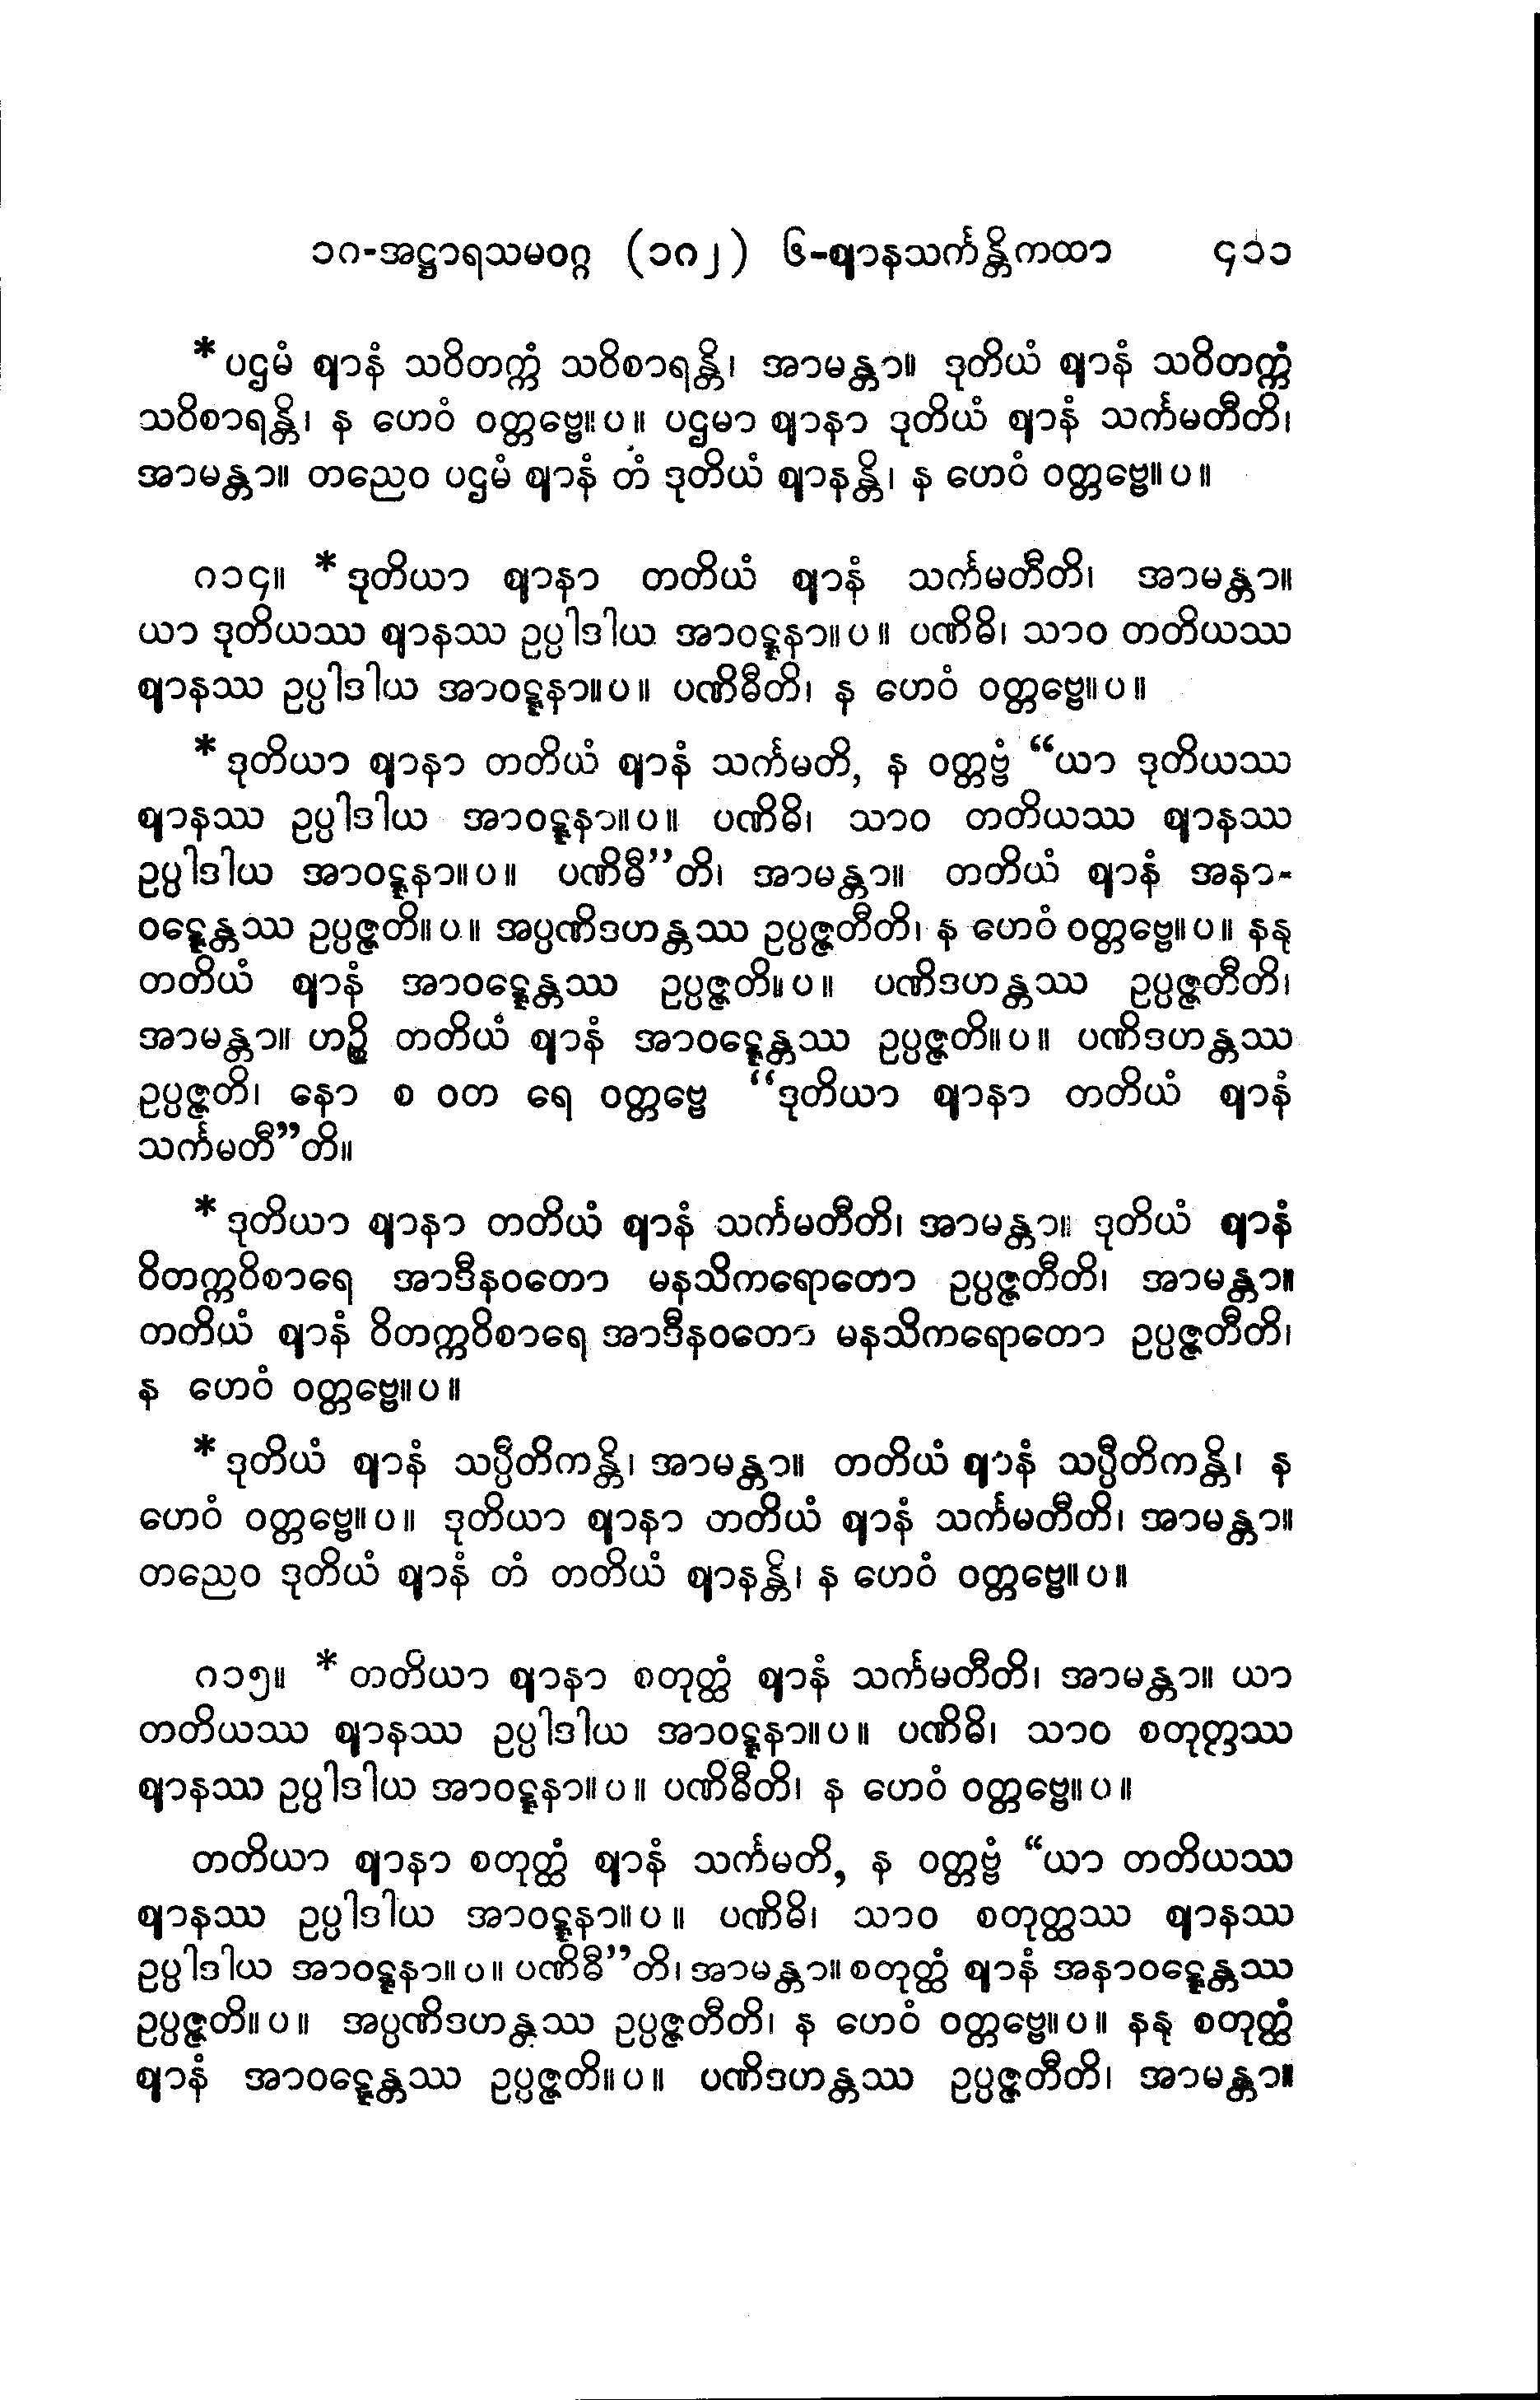 ၁၈-အဋ္ဌာရသမဝဂ္ဂ (၁၈၂) ၆-ဈာနသင်္ကန္တိကထာ ၄၁၁
*ပဌမံ ဈာနံ သဝိတက္ကံ သဝိစာရန္တိ၊ အာမန္တာ။ ဒုတိယံ ဈာနံ သဝိတက္ကံ
သဝိစာရန္တိ၊ န ဟေဝံ ဝတ္တဗ္ဗေ။ပ။ ပဌမာ ဈာနာ ဒုတိယံ ဈာနံ သင်္ကမတီတိ၊
အာမန္တာ။ တညေဝ ပဌမံ ဈာနံ တံ ဒုတိယံ ဈာနန္တိ၊ န ဟေဝံ ဝတ္တဗ္ဗေ။ပ။
၈၁၄။ *ဒုတိယာ ဈာနာ တတိယံ ဈာနံ သင်္ကမတီတိ၊ အာမန္တာ။
ယာ ဒုတိယဿ ဈာနဿ ဥပ္ပါဒါယ အာဝဋ္ဋနာ။ပ။ ပဏိဓိ၊ သာဝ တတိယဿ
ဈာနဿ ဥပ္ပါဒါယ အာဝဋ္ဋနာ။ပ။ ပဏိဓီတိ၊ န ဟေဝံ ဝတ္တဗ္ဗေ။ပ။
*ဒုတိယာ ဈာနာ တတိယံ ဈာနံ သင်္ကမတိ, န ဝတ္တဗ္ဗံ “ယာ ဒုတိယဿ
ဈာနဿ ဥပ္ပါဒါယ အာဝဋ္ဋနာ။ပ။ ပဏိဓိ၊ သာဝ တတိယဿ ဈာနဿ
ဥပ္ပါဒါယ အာဝဋ္ဋနာ။ပ။ ပဏိဓီ”တိ၊ အာမန္တာ။ တတိယံ ဈာနံ အနာ-
ဝဋ္ဋေန္တဿ ဥပ္ပဇ္ဇတိ။ပ။ အပ္ပဏိဒဟန္တဿ ဥပ္ပဇ္ဇတီတိ၊ န ဟေဝံ ဝတ္တဗ္ဗေ။ပ။ နနု
တတိယံ ဈာနံ အာဝဋ္ဋေန္တဿ ဥပ္ပဇ္ဇတိ။ပ။ ပဏိဒဟန္တဿ ဥပ္ပဇ္ဇတီတိ၊
အာမန္တာ။ ဟဉ္စိ တတိယံ ဈာနံ အာဝဋ္ဋေန္တဿ ဥပ္ပဇ္ဇတိ။ပ။ ပဏိဒဟန္တဿ
ဥပ္ပဇ္ဇတိ၊ နော စ ဝတ ရေ ဝတ္တဗ္ဗေ “ဒုတိယာ ဈာနာ တတိယံ ဈာနံ
သင်္ကမတီ”တိ။
*ဒုတိယာ ဈာနာ တတိယံ ဈာနံ သင်္ကမတီတိ၊ အာမန္တာ။ ဒုတိယံ ဈာနံ
ဝိတက္ကဝိစာရေ အာဒီနဝတော မနသိကရောတော ဥပ္ပဇ္ဇတီတိ၊ အာမန္တာ။
တတိယံ ဈာနံ ဝိတက္ကဝိစာရေ အာဒီနဝတော မနသိကရောတော ဥပ္ပဇ္ဇတီတိ၊
န ဟေဝံ ဝတ္တဗ္ဗေ။ပ။
*ဒုတိယံ ဈာနံ သပ္ပီတိကန္တိ၊ အာမန္တာ။ တတိယံ ဈာနံ သပ္ပီတိကန္တိ၊ န
ဟေဝံ ဝတ္တဗ္ဗေ။ပ။ ဒုတိယာ ဈာနာ တတိယံ ဈာနံ သင်္ကမတီတိ၊ အာမန္တာ။
တညေဝ ဒုတိယံ ဈာနံ တံ တတိယံ ဈာနန္တိ၊ န ဟေဝံ ဝတ္တဗ္ဗေ။ပ။
၈၁၅။ *တတိယာ ဈာနာ စတုတ္ထံ ဈာနံ သင်္ကမတီတိ၊ အာမန္တာ။ ယာ
တတိယဿ ဈာနဿ ဥပ္ပါဒါယ အာဝဋ္ဋနာ။ပ။ ပဏိဓိ၊ သာဝ စတုတ္ထဿ
ဈာနဿ ဥပ္ပါဒါယ အာဝဋ္ဋနာ။ပ။ ပဏိဓီတိ၊ န ဟေဝံ ဝတ္တဗ္ဗေ။ပ။
တတိယာ ဈာနာ စတုတ္ထံ ဈာနံ သင်္ကမတိ, န ဝတ္တဗ္ဗံ “ယာ တတိယဿ
ဈာနဿ ဥပ္ပါဒါယ အာဝဋ္ဋနာ။ပ။ ပဏိဓိ၊ သာဝ စတုတ္ထဿ ဈာနဿ
ဥပ္ပါဒါယ အာဝဋ္ဋနာ။ပ။ ပဏိဓီ”တိ၊ အာမန္တာ။ စတုတ္ထံ ဈာနံ အနာဝဋ္ဋေန္တဿ
ဥပ္ပဇ္ဇတိ။ပ။ အပ္ပဏိဒဟန္တဿ ဥပ္ပဇ္ဇတီတိ၊ န ဟေဝံ ဝတ္တဗ္ဗေ။ပ။ နနု စတုတ္ထံ
ဈာနံ အာဝဋ္ဋေန္တဿ ဥပ္ပဇ္ဇတိ။ပ။ ပဏိဒဟန္တဿ ဥပ္ပဇ္ဇတီတိ၊ အာမန္တာ။